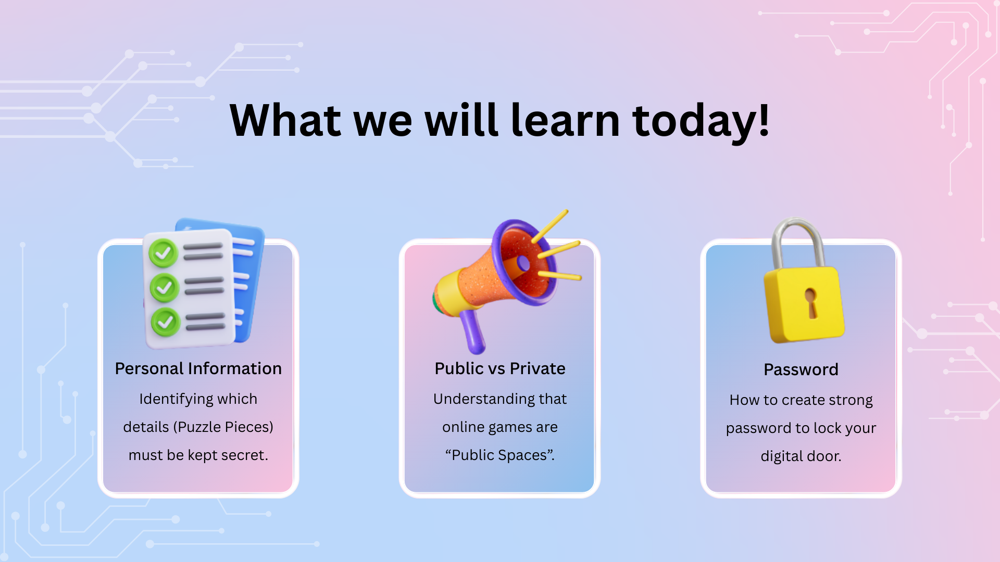 What we will learn today!
Personal Information
Identifying which
details (Puzzle Pieces)
must be kept secret.
Public vs Private
Understanding that
online games are
“Public Spaces”.
Password
How to create strong
password to lock your
digital door.